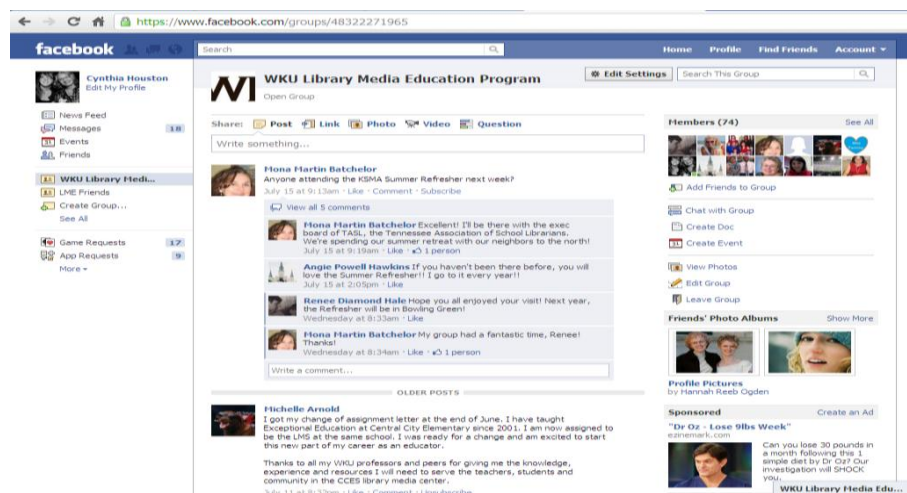 https://www.facebook.com/groups/48322271965
facebook
Search
Home Profile Find Friends Account
Cynthia Houston
Edit My Profile
News Feed
Messages 18
Events
Friends
WKU Library Medi...
LME Friends
Create Group...
See All
Game Requests 17
App Requests 9
More
WKU Library Media Education Program
Open Group
Edit Settings
Search This Group
Share: Post Link Photo Video Question
Write something...
Mona Martin Batchelor
Anyone attending the KSMA Summer Refresher next week?
July 15 at 9:13am · Like · Comment · Subscribe
View all 5 comments
Mona Martin Batchelor Excellent! I'll be there with the exec
board of TASL, the Tennessee Association of School Librarians.
We're spending our summer retreat with our neighbors to the north!
July 15 at 9:19am · Like · 1 person
Angie Powell Hawkins If you haven't been there before, you will
love the Summer Refresher!! I go to it every year!!
July 15 at 2:05pm · Like
Renee Diamond Hale Hope you all enjoyed your visit! Next year,
the Refresher will be in Bowling Green!
Wednesday at 8:33am · Like
Mona Martin Batchelor My group had a fantastic time, Renee!
Thanks!
Wednesday at 8:34am · Like · 1 person
Write a comment...
OLDER POSTS
Michelle Arnold
I got my change of assignment letter at the end of June. I have taught
Exceptional Education at Central City Elementary since 2001. I am now assigned to
be the LMS at the same school. I was ready for a change and am excited to start
this new part of my career as an educator.
Thanks to all my WKU professors and peers for giving me the knowledge,
experience and resources I will need to serve the teachers, students and
community in the CCES library media center.
Members (74) See All
Add Friends to Group
Chat with Group
Create Doc
Create Event
View Photos
Edit Group
Leave Group
Friends' Photo Albums Show More
Profile Pictures
by Hannah Reeb Ogden
Sponsored Create an Ad
"Dr Oz - Lose 9lbs Week"
ezinemark.com
Can you lose 30 pounds in
a month following this 1
simple diet by Dr Oz? Our
investigation will SHOCK
you.
WKU Library Media Edu...